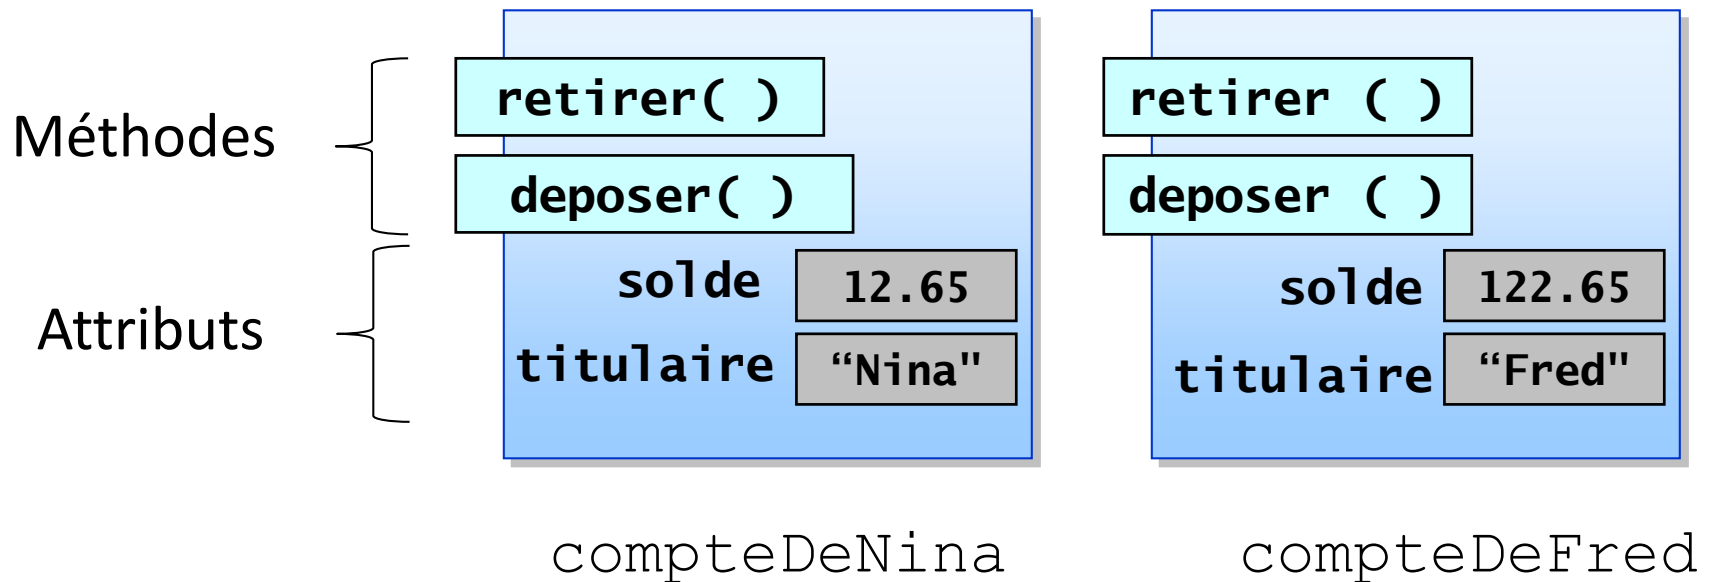 Méthodes
retirer( )
deposer( )
Attributs
solde 12.65
titulaire “Nina"
compteDeNina
retirer ( )
deposer ( )
solde 122.65
titulaire “Fred"
compteDeFred